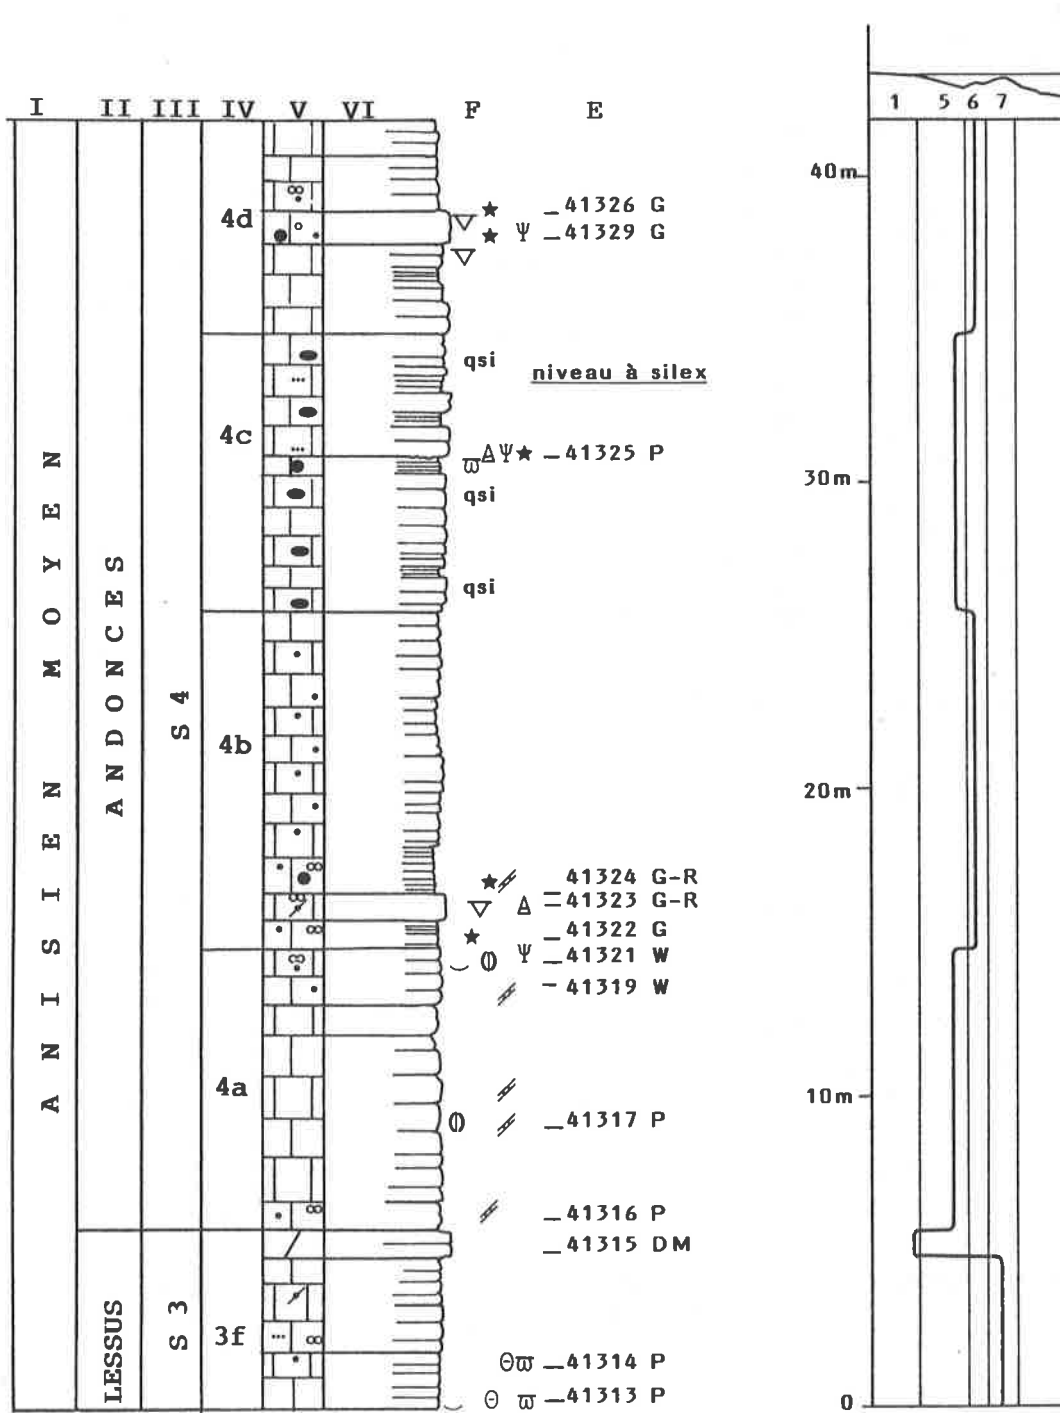 I II III IV V VI F E
1 5 6 7
40m
4d
41326 G
Ψ 41329 G
qsi
niveau à silex
4c
ϖ Δ Ψ ★ 41325 P
30m
qsi
qsi
ANISIEN MOYEN
ANDONCES
S 4
4b
20m
41324 G-R
Δ 41323 G-R
41322 G
Ψ 41321 W
41319 W
4a
10m
41317 P
41316 P
41315 DM
LESSUS
S 3
3f
Θϖ 41314 P
Θ ϖ 41313 P
0